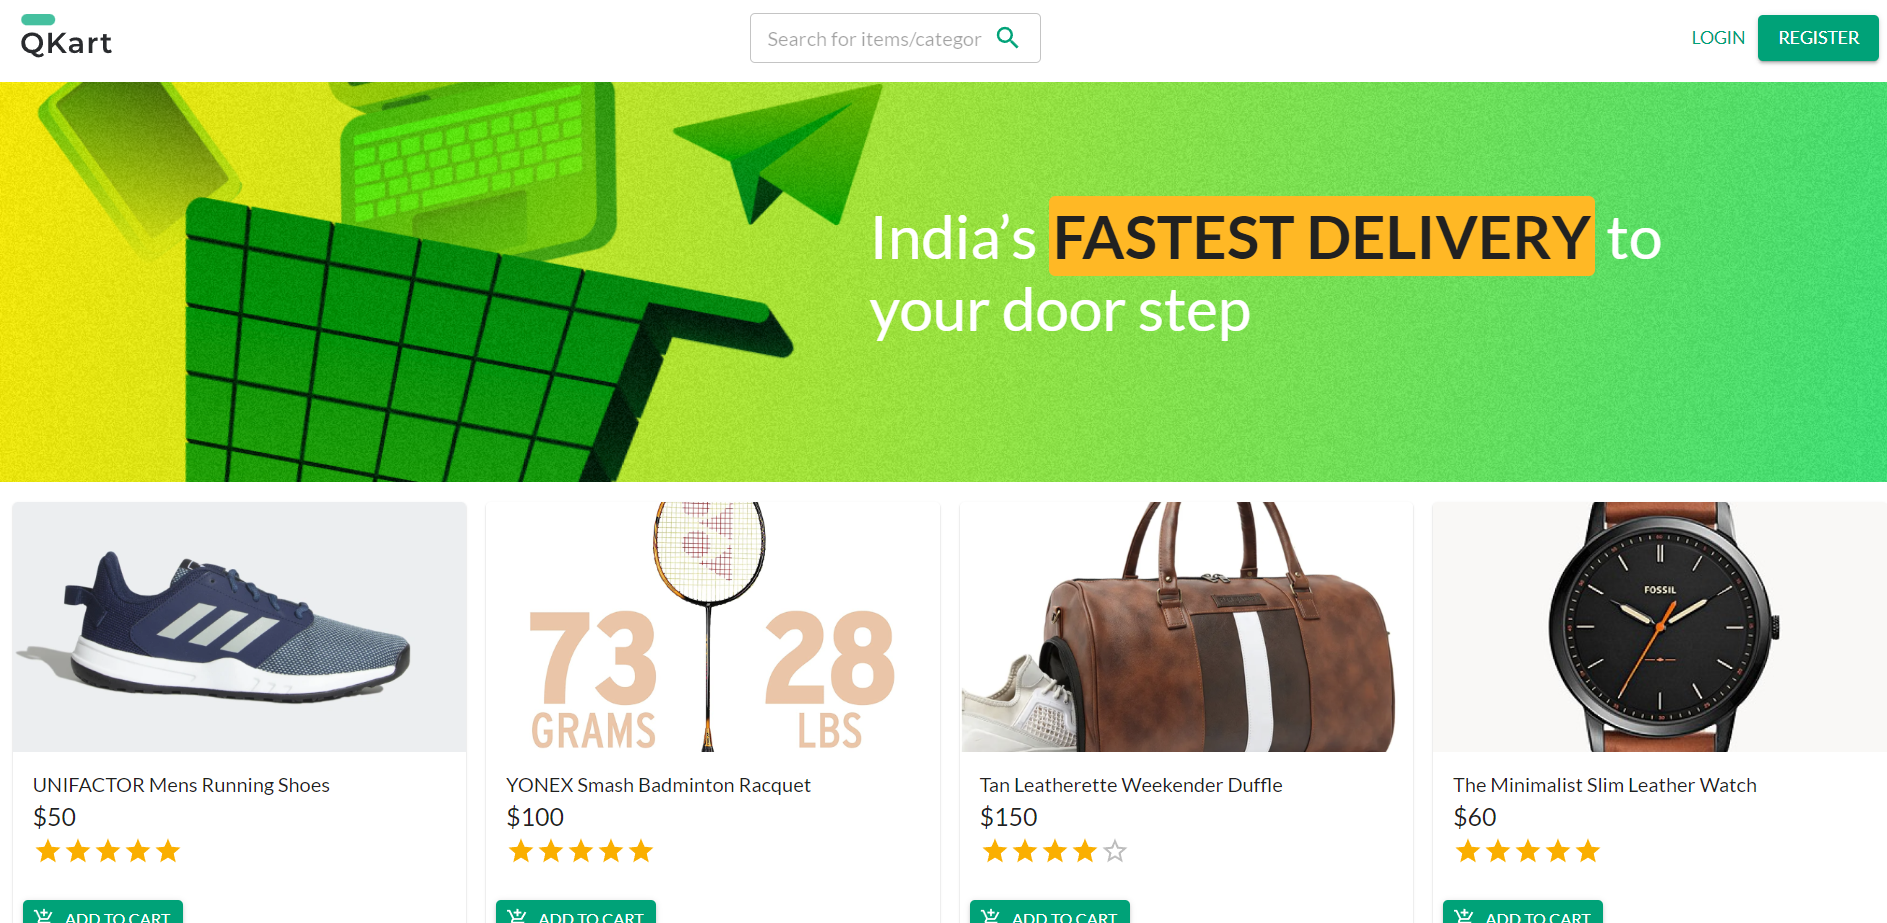 QKart
Search for items/categor
LOGIN
REGISTER
India’s FASTEST DELIVERY to
your door step
73
GRAMS
28
LBS
FOSSIL
UNIFACTOR Mens Running Shoes
$50
YONEX Smash Badminton Racquet
$100
Tan Leatherette Weekender Duffle
$150
The Minimalist Slim Leather Watch
$60
ADD TO CART
ADD TO CART
ADD TO CART
ADD TO CART